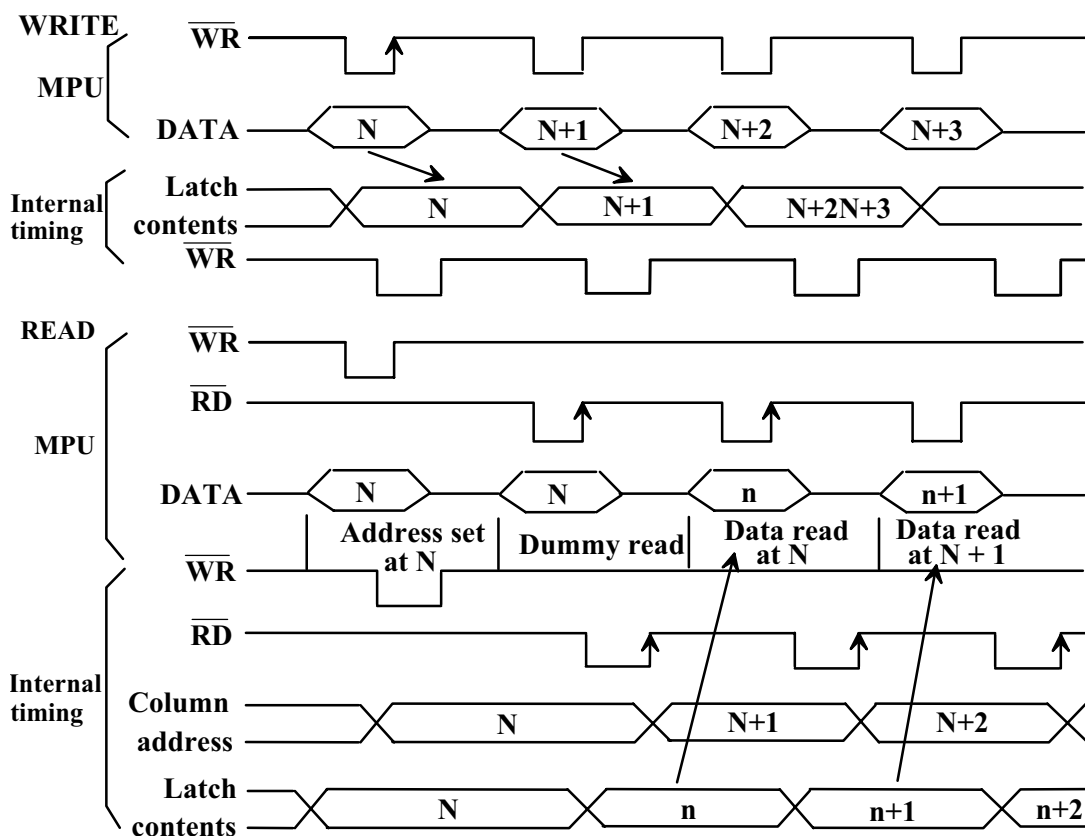 WRITE
WR
MPU
DATA N N+1 N+2 N+3
Internal timing
Latch contents N N+1 N+2N+3
WR
READ
WR
RD
MPU
DATA N N n n+1
Address set at N
Dummy read
Data read at N
Data read at N + 1
WR
RD
Internal timing
Column address N N+1 N+2
Latch contents N n n+1 n+2